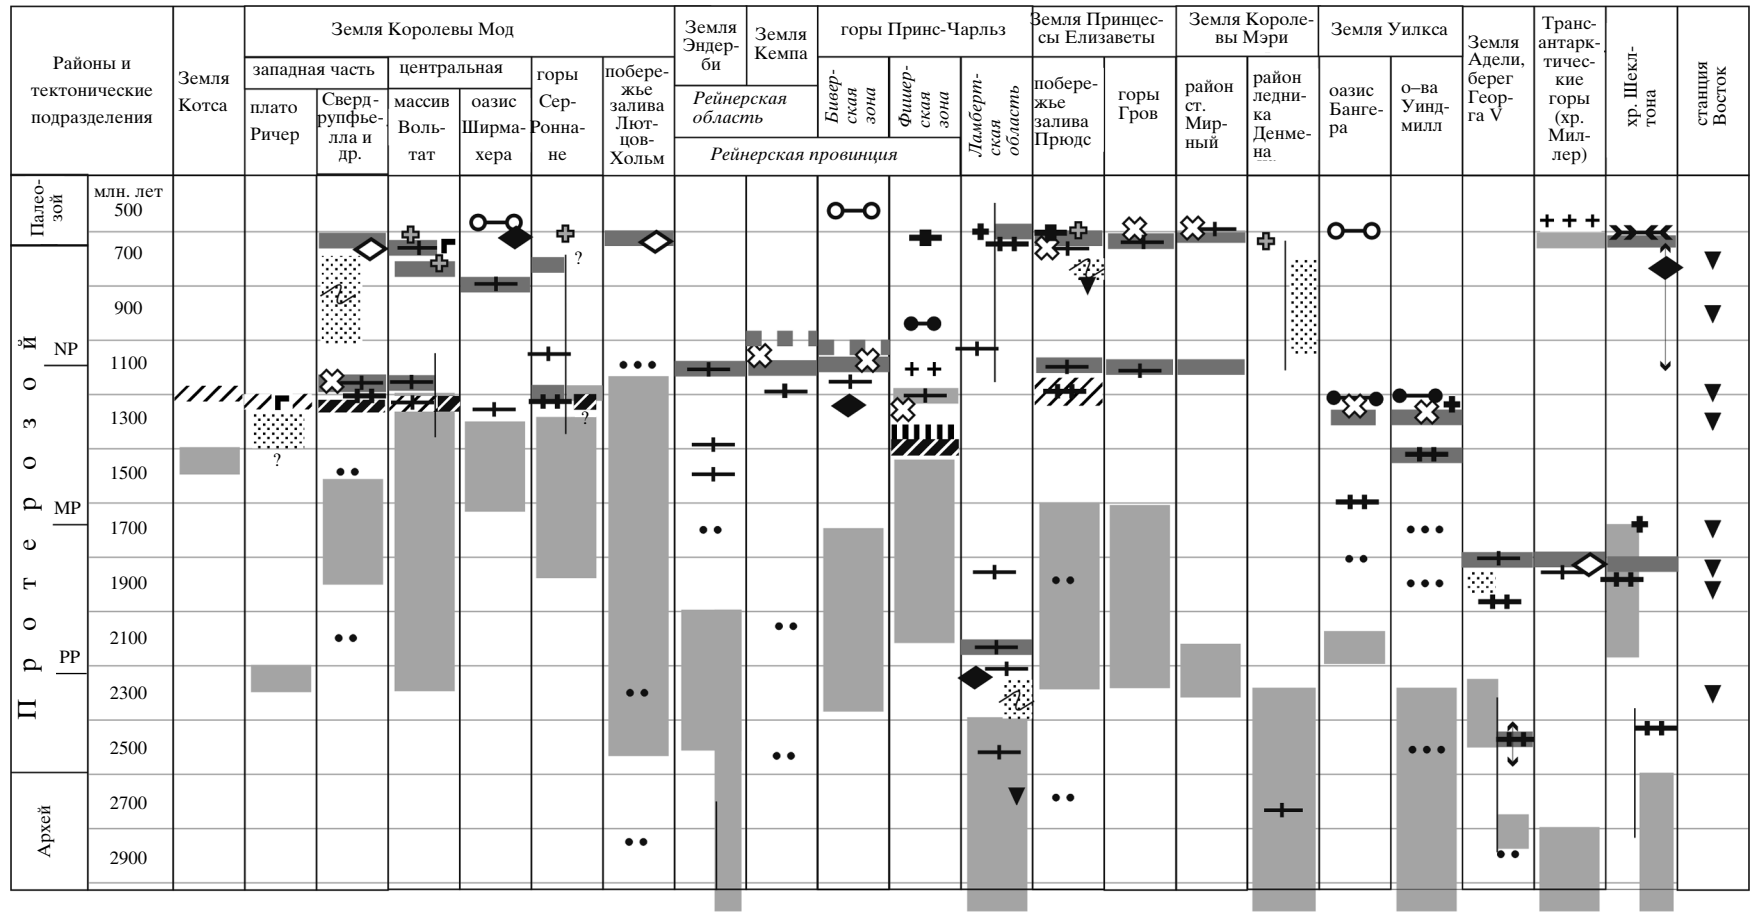 Районы и
тектонические
подразделения
Земля
Котса
Земля Королевы Мод
западная часть
плато
Ричер
Сверд-
рупфье-
лла и
др.
центральная
массив
Воль-
тат
оазис
Ширма-
хера
горы
Сер-
Ронна-
не
побере-
жье
залива
Лют-
цов-
Хольм
Земля
Эндер-
би
Земля
Кемпа
Рейнерская
область
Рейнерская провинция
горы Принс-Чарльз
Бивер-
ская
зона
Фишер-
ская
зона
Ламберт-
ская
область
Земля Принцес-
сы Елизаветы
побере-
жье
залива
Прюдс
горы
Гров
Земля Короле-
вы Мэри
район
ст.
Мир-
ный
район
ледни-
ка
Денме-
на
Земля Уилкса
оазис
Банге-
ра
о–ва
Уинд-
милл
Земля
Адели,
берег
Геор-
га V
Транс-
антарк-
тичес-
кие
горы
(хр.
Мил-
лер)
хр. Шекл-
тона
станция
Восток
Палео-
зой
Протерозой
NP
MP
PP
Архей
млн. лет
500
700
900
1100
1300
1500
1700
1900
2100
2300
2500
2700
2900
?
?
?